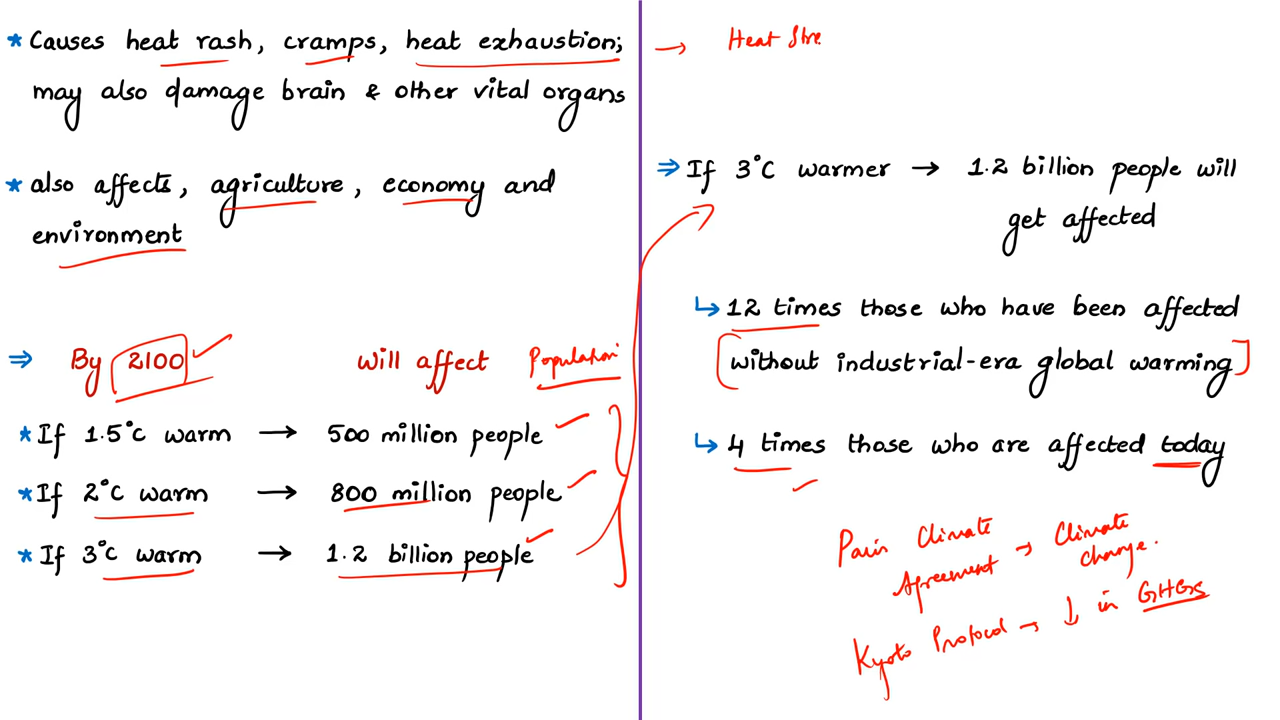 * Causes heat rash, cramps, heat exhaustion;
may also damage brain & other vital organs
* also affects, agriculture, economy and
environment
⇒ By 2100 will affect Population
* If 1.5°C warm → 500 million people
* If 2°C warm → 800 million people
* If 3°C warm → 1.2 billion people
→ Heat Stre
⇒ If 3°C warmer → 1.2 billion people will
get affected
↳ 12 times those who have been affected
[without industrial-era global warming]
↳ 4 times those who are affected today
Paris Climate
Agreement → Climate
change.
Kyoto Protocol → ↓ in GHGs